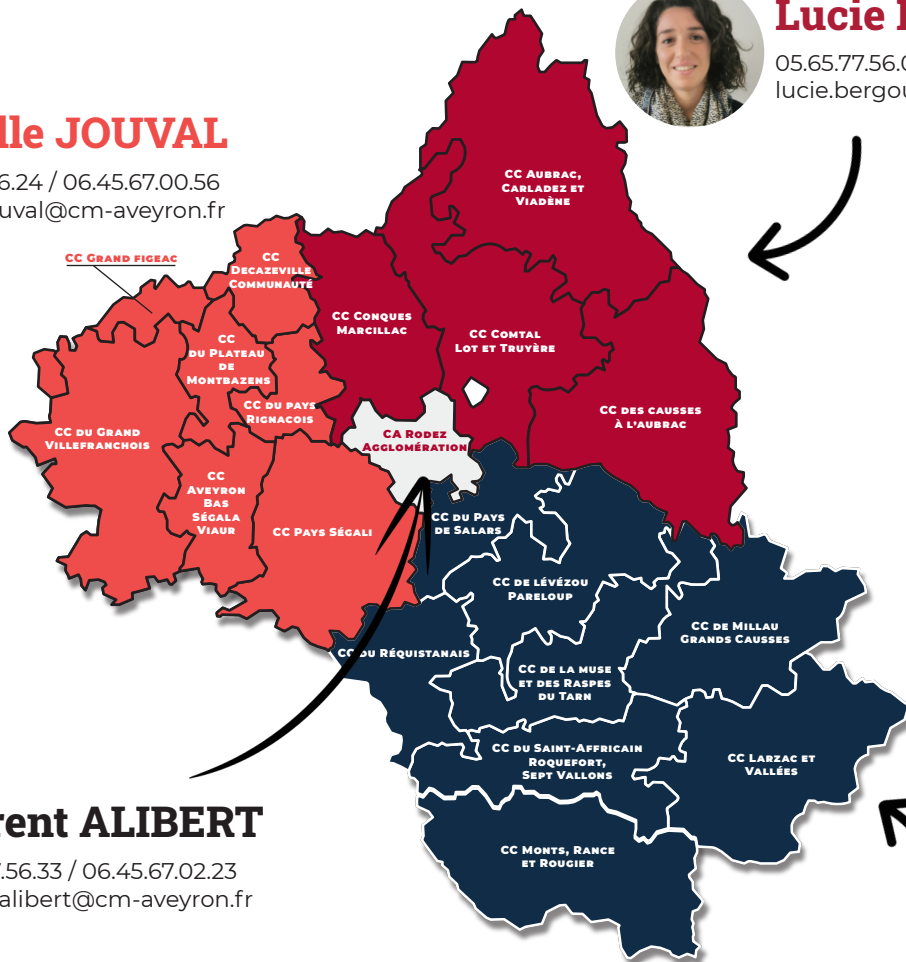 Lucie
05.65.77.56.0
lucie.bergou
lle JOUVAL
6.24 / 06.45.67.00.56
uval@cm-aveyron.fr
CC Aubrac,
Carladez et
Viadène
CC Grand figeac
CC
Decazeville
Communauté
CC Conques
Marcillac
CC Comtal
Lot et Truyère
CC
du Plateau
de
Montbazens
CC du pays
Rignacois
CC des causses
à l'aubrac
CC du Grand
Villefranchois
CA Rodez
Agglomération
CC
Aveyron
Bas
Ségala
Viaur
CC Pays Ségali
CC du Pays
de Salars
CC de Lévézou
Pareloup
CC de Millau
Grands Causses
CC du Réquistanais
CC de la muse
et des Raspes
du Tarn
CC du Saint-Affricain
Roquefort,
Sept Vallons
CC Larzac et
Vallées
CC Monts, Rance
et Rougier
rent ALIBERT
.56.33 / 06.45.67.02.23
alibert@cm-aveyron.fr